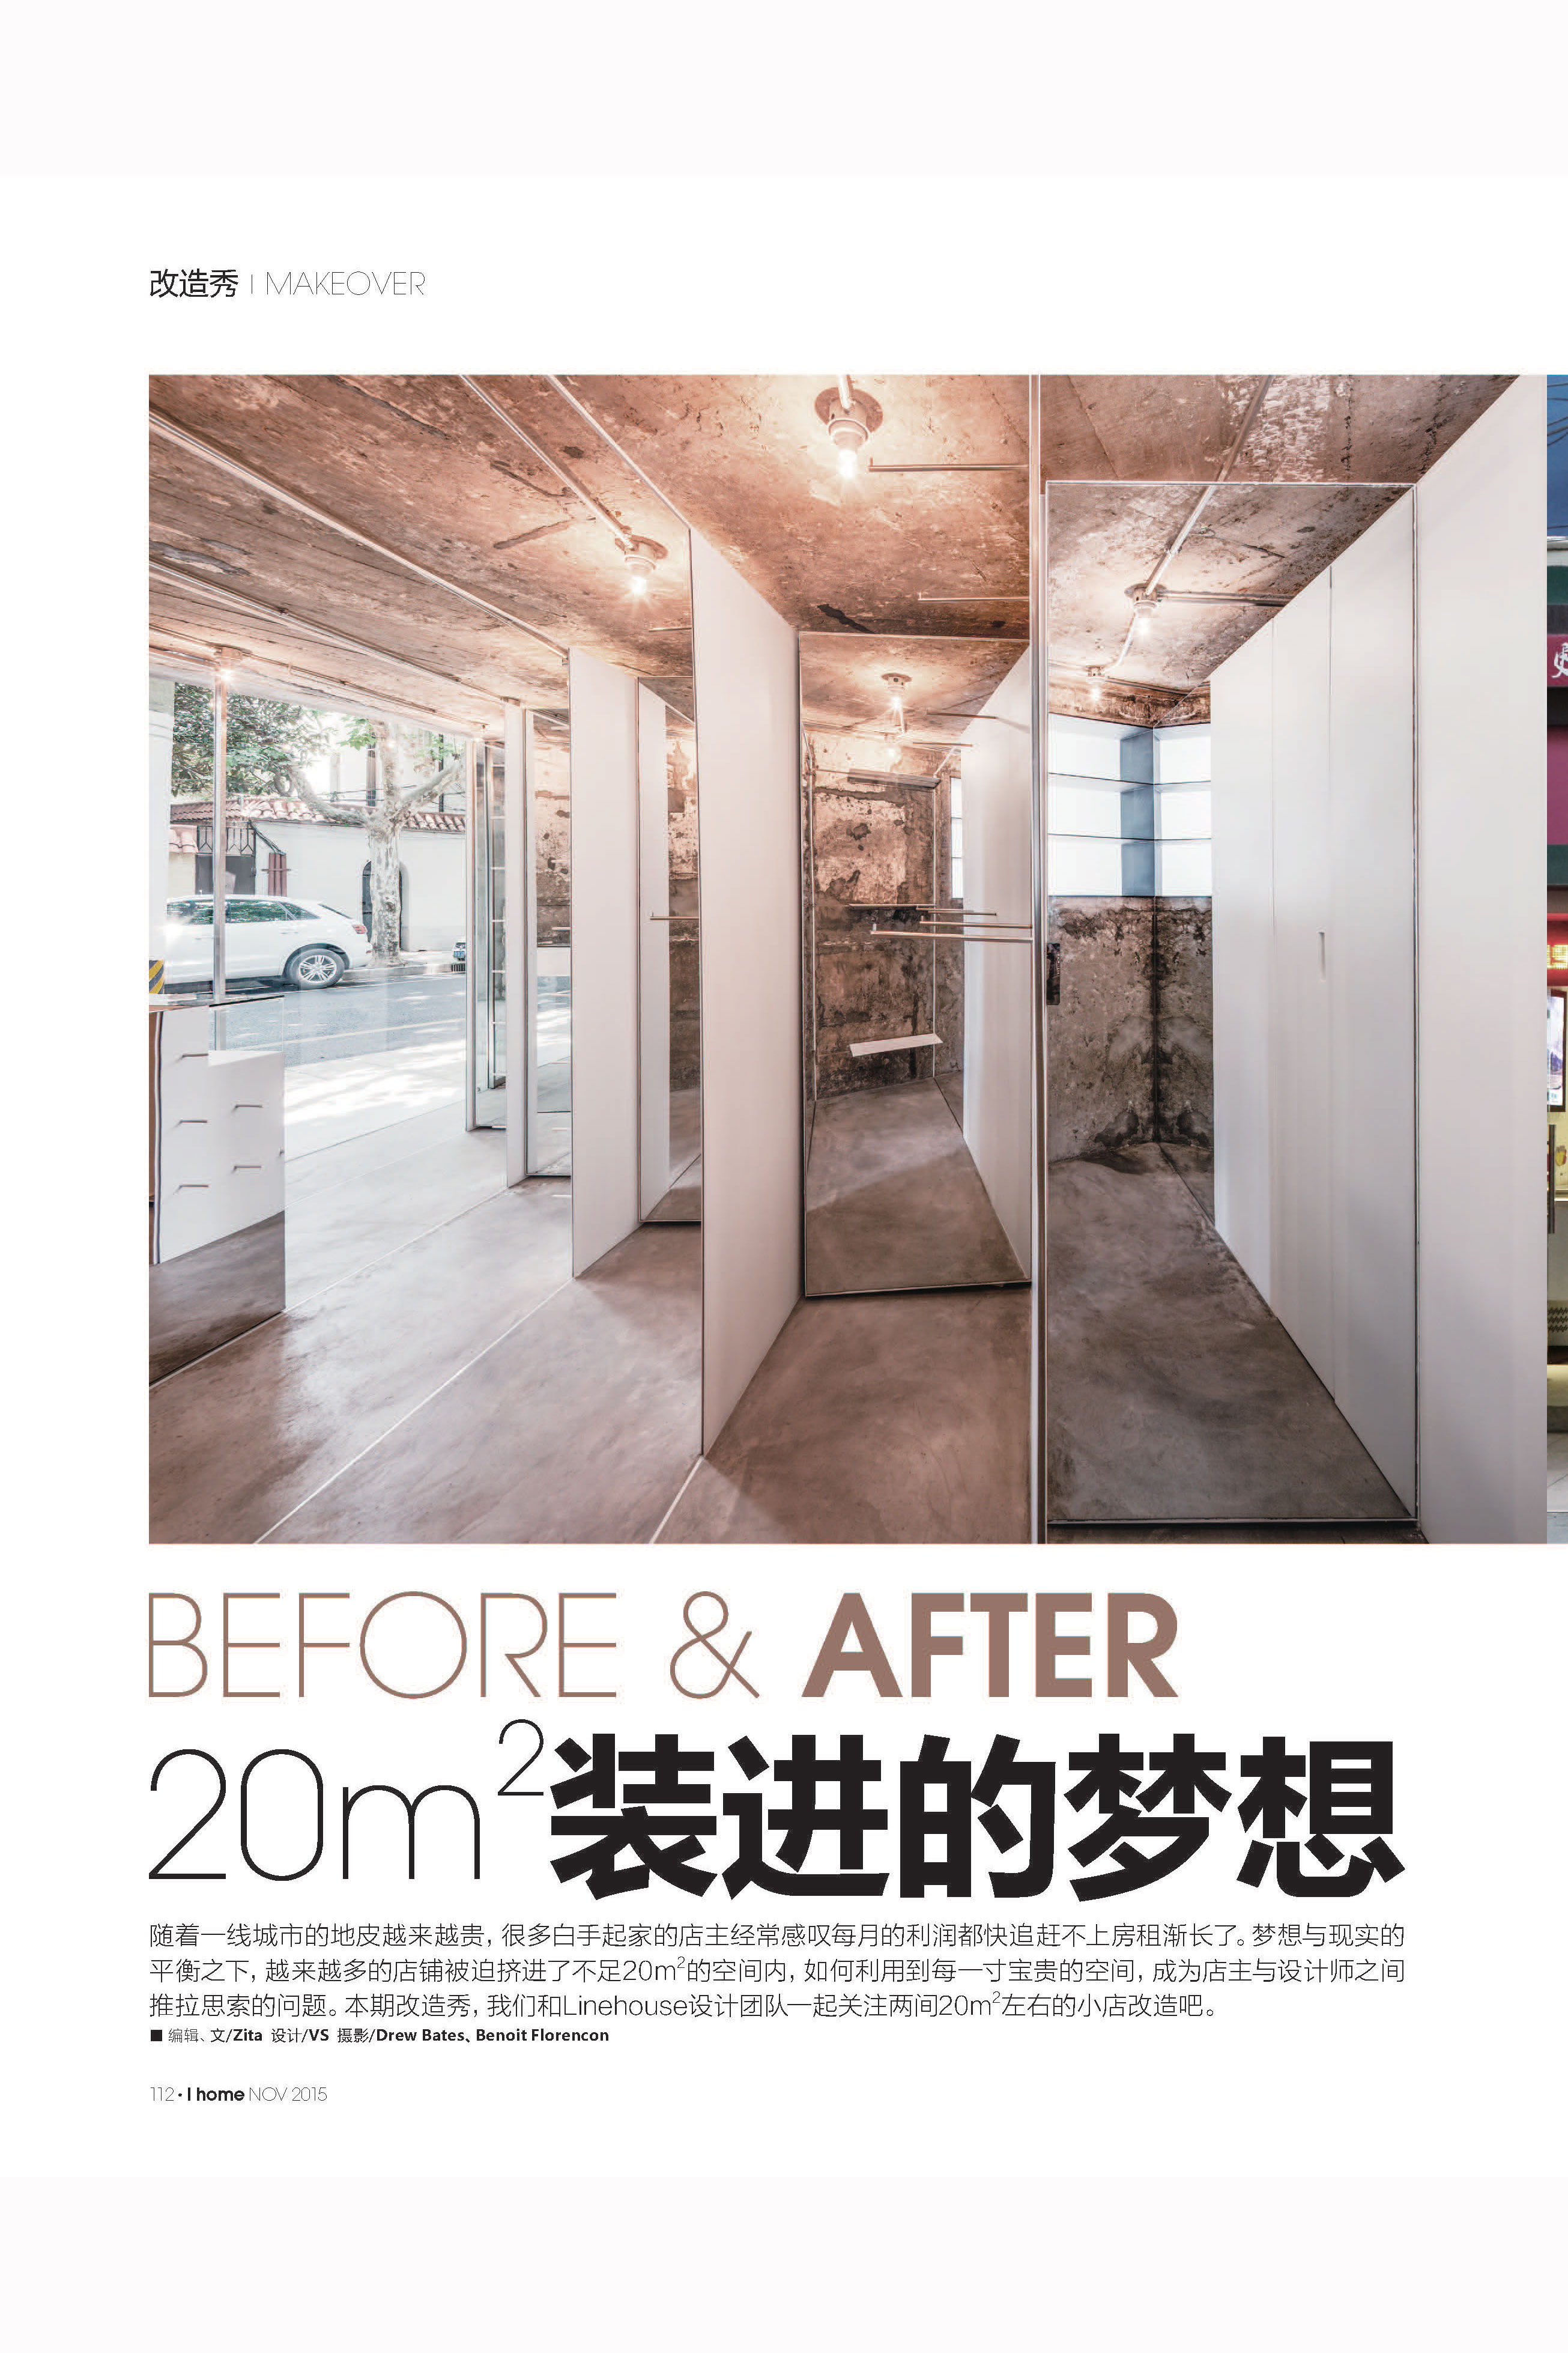 改造秀 | MAKEOVER
BEFORE & AFTER
20m²装进的梦想
随着一线城市的地皮越来越贵，很多白手起家的店主经常感叹每月的利润都快追赶不上房租渐长了。梦想与现实的
平衡之下，越来越多的店铺被迫挤进了不足20m²的空间内，如何利用到每一寸宝贵的空间，成为店主与设计师之间
推拉思索的问题。本期改造秀，我们和Linehouse设计团队一起关注两间20m²左右的小店改造吧。
■ 编辑、文/Zita 设计/VS 摄影/Drew Bates、Benoit Florencon
112 • I home NOV 2015